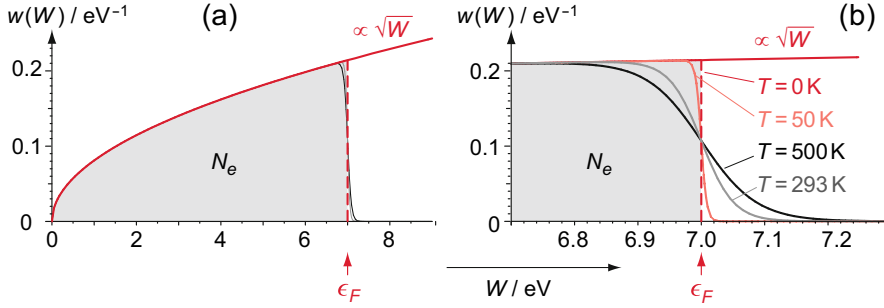 w(W) / eV⁻¹
(a)
∝ √W
0.2
0.1
0
N_e
0 2 4 6 8
ϵ_F
w(W) / eV⁻¹
(b)
∝ √W
0.2
0.1
0
N_e
T = 0 K
T = 50 K
T = 500 K
T = 293 K
6.8 6.9 7.0 7.1 7.2
W / eV
ϵ_F